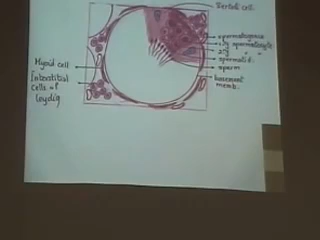 Sertoli cell.
spermatogonia
1ry spermatocyte
2ry " "
spermatid.
sperm
basement
memb.
Myoid cell
Interstitial
cells of
leydig